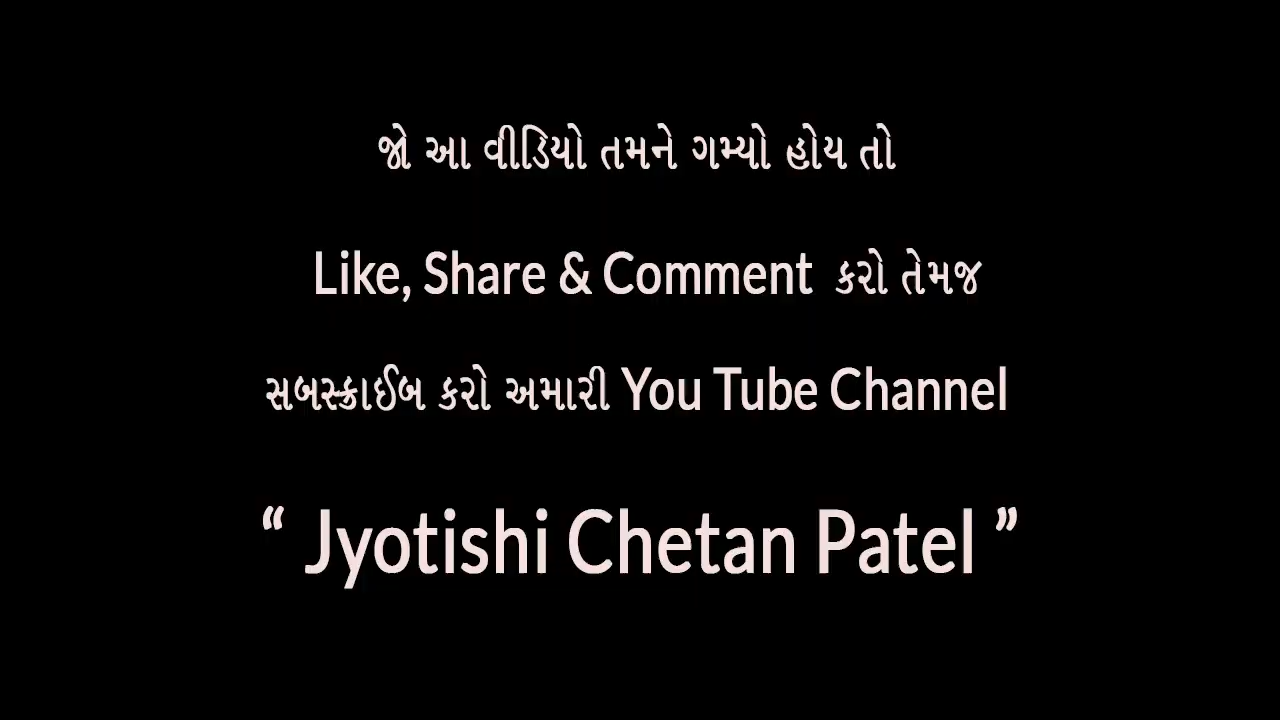 જો આ વીડિયો તમને ગમ્યો હોય તો
Like, Share & Comment કરો તેમજ
સબસ્ક્રાઈબ કરો અમારી You Tube Channel
“ Jyotishi Chetan Patel ”